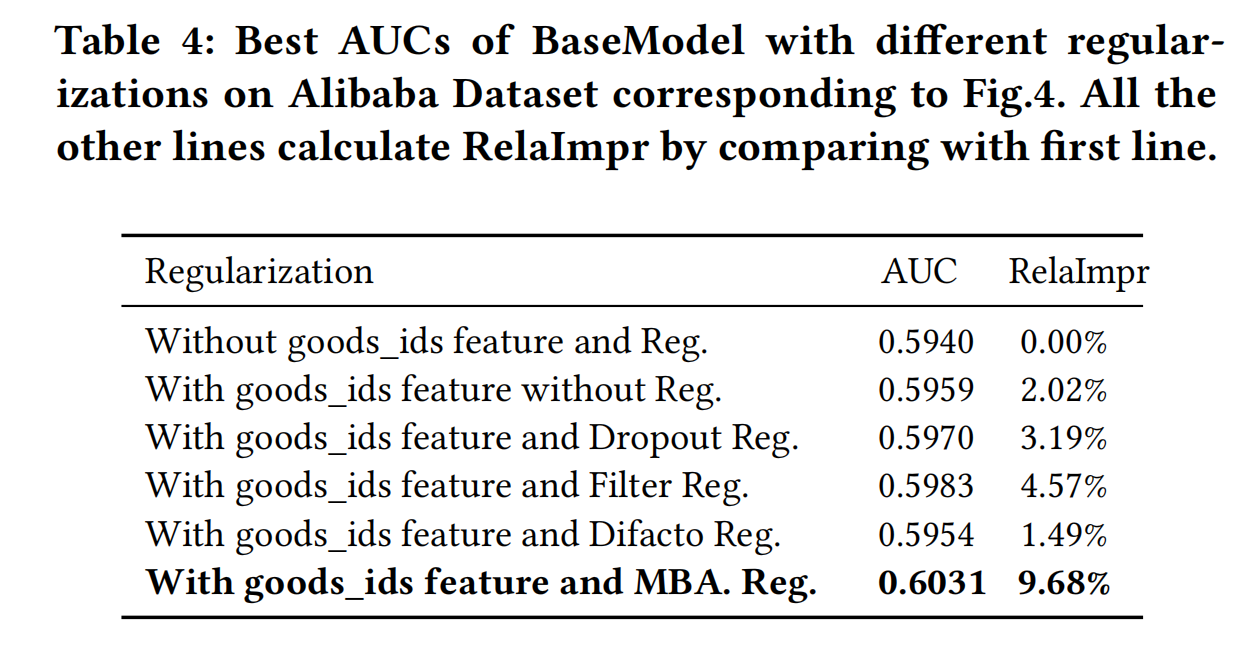 Table 4: Best AUCs of BaseModel with different regular-
izations on Alibaba Dataset corresponding to Fig.4. All the
other lines calculate RelaImpr by comparing with first line.
Regularization AUC RelaImpr
Without goods_ids feature and Reg. 0.5940 0.00%
With goods_ids feature without Reg. 0.5959 2.02%
With goods_ids feature and Dropout Reg. 0.5970 3.19%
With goods_ids feature and Filter Reg. 0.5983 4.57%
With goods_ids feature and Difacto Reg. 0.5954 1.49%
With goods_ids feature and MBA. Reg. 0.6031 9.68%